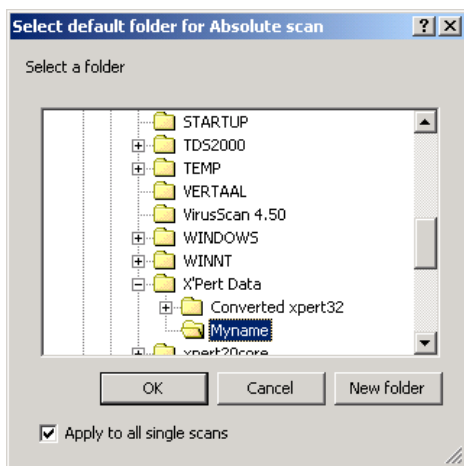 Select default folder for Absolute scan
Select a folder
STARTUP
TDS2000
TEMP
VERTAAL
VirusScan 4.50
WINDOWS
WINNT
X'Pert Data
Converted xpert32
Myname
xpert20core
OK Cancel New folder
Apply to all single scans